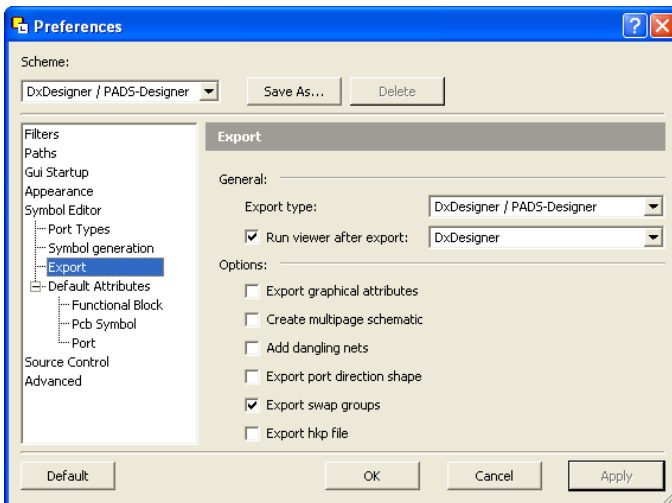 Preferences
Scheme:
DxDesigner / PADS-Designer
Save As...
Delete
Filters
Paths
Gui Startup
Appearance
Symbol Editor
Port Types
Symbol generation
Export
Default Attributes
Functional Block
Pcb Symbol
Port
Source Control
Advanced
Export
General:
Export type: DxDesigner / PADS-Designer
Run viewer after export: DxDesigner
Options:
Export graphical attributes
Create multipage schematic
Add dangling nets
Export port direction shape
Export swap groups
Export hkp file
Default
OK
Cancel
Apply